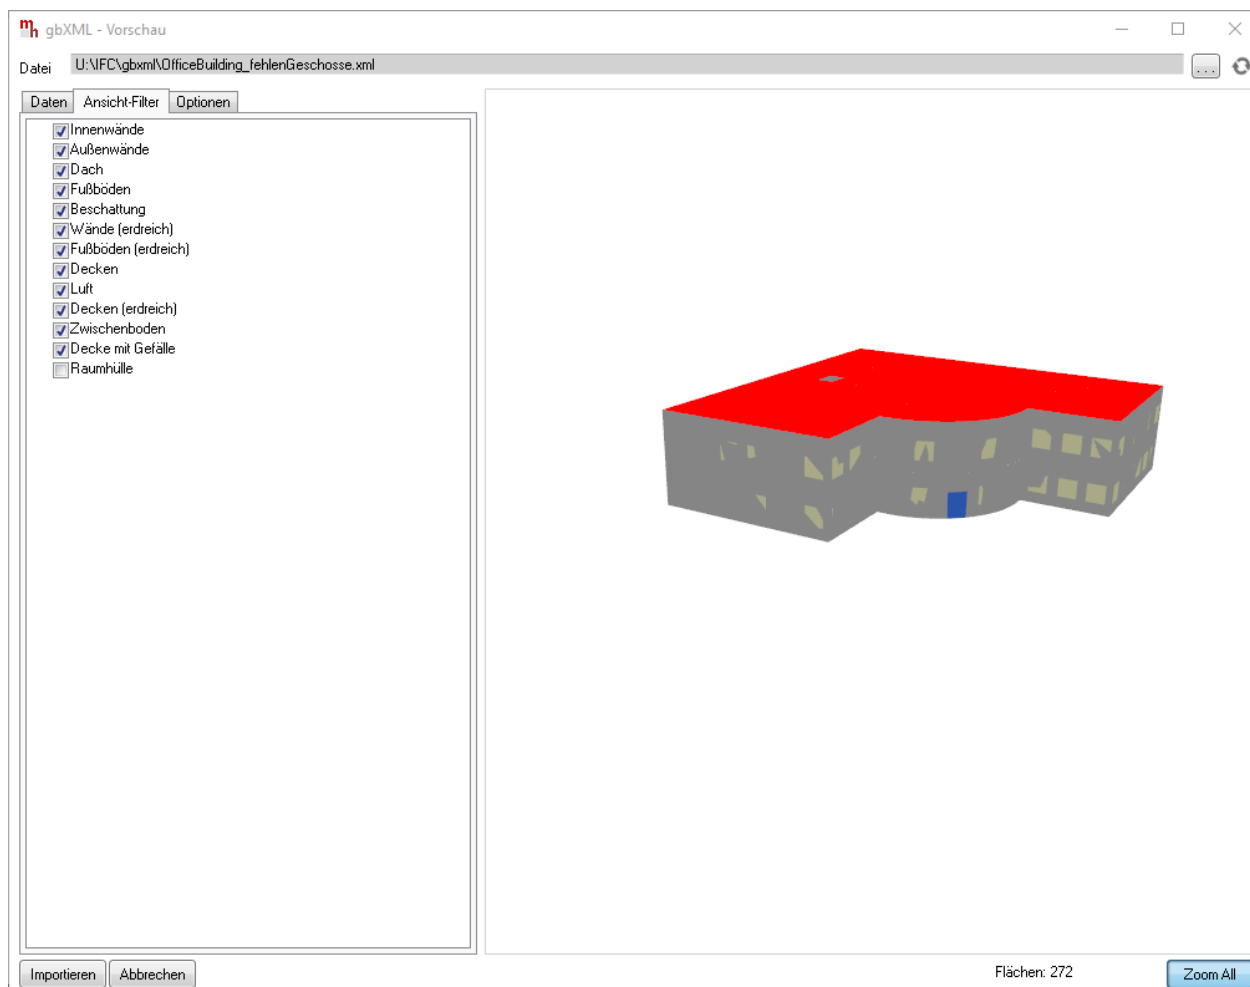 mh gbXML - Vorschau
Datei U:\IFC\gbxml\OfficeBuilding_fehlenGeschosse.xml ...
Daten Ansicht-Filter Optionen
Innenwände
Außenwände
Dach
Fußböden
Beschattung
Wände (erdreich)
Fußböden (erdreich)
Decken
Luft
Decken (erdreich)
Zwischenboden
Decke mit Gefälle
Raumhülle
Importieren Abbrechen Flächen: 272 Zoom All